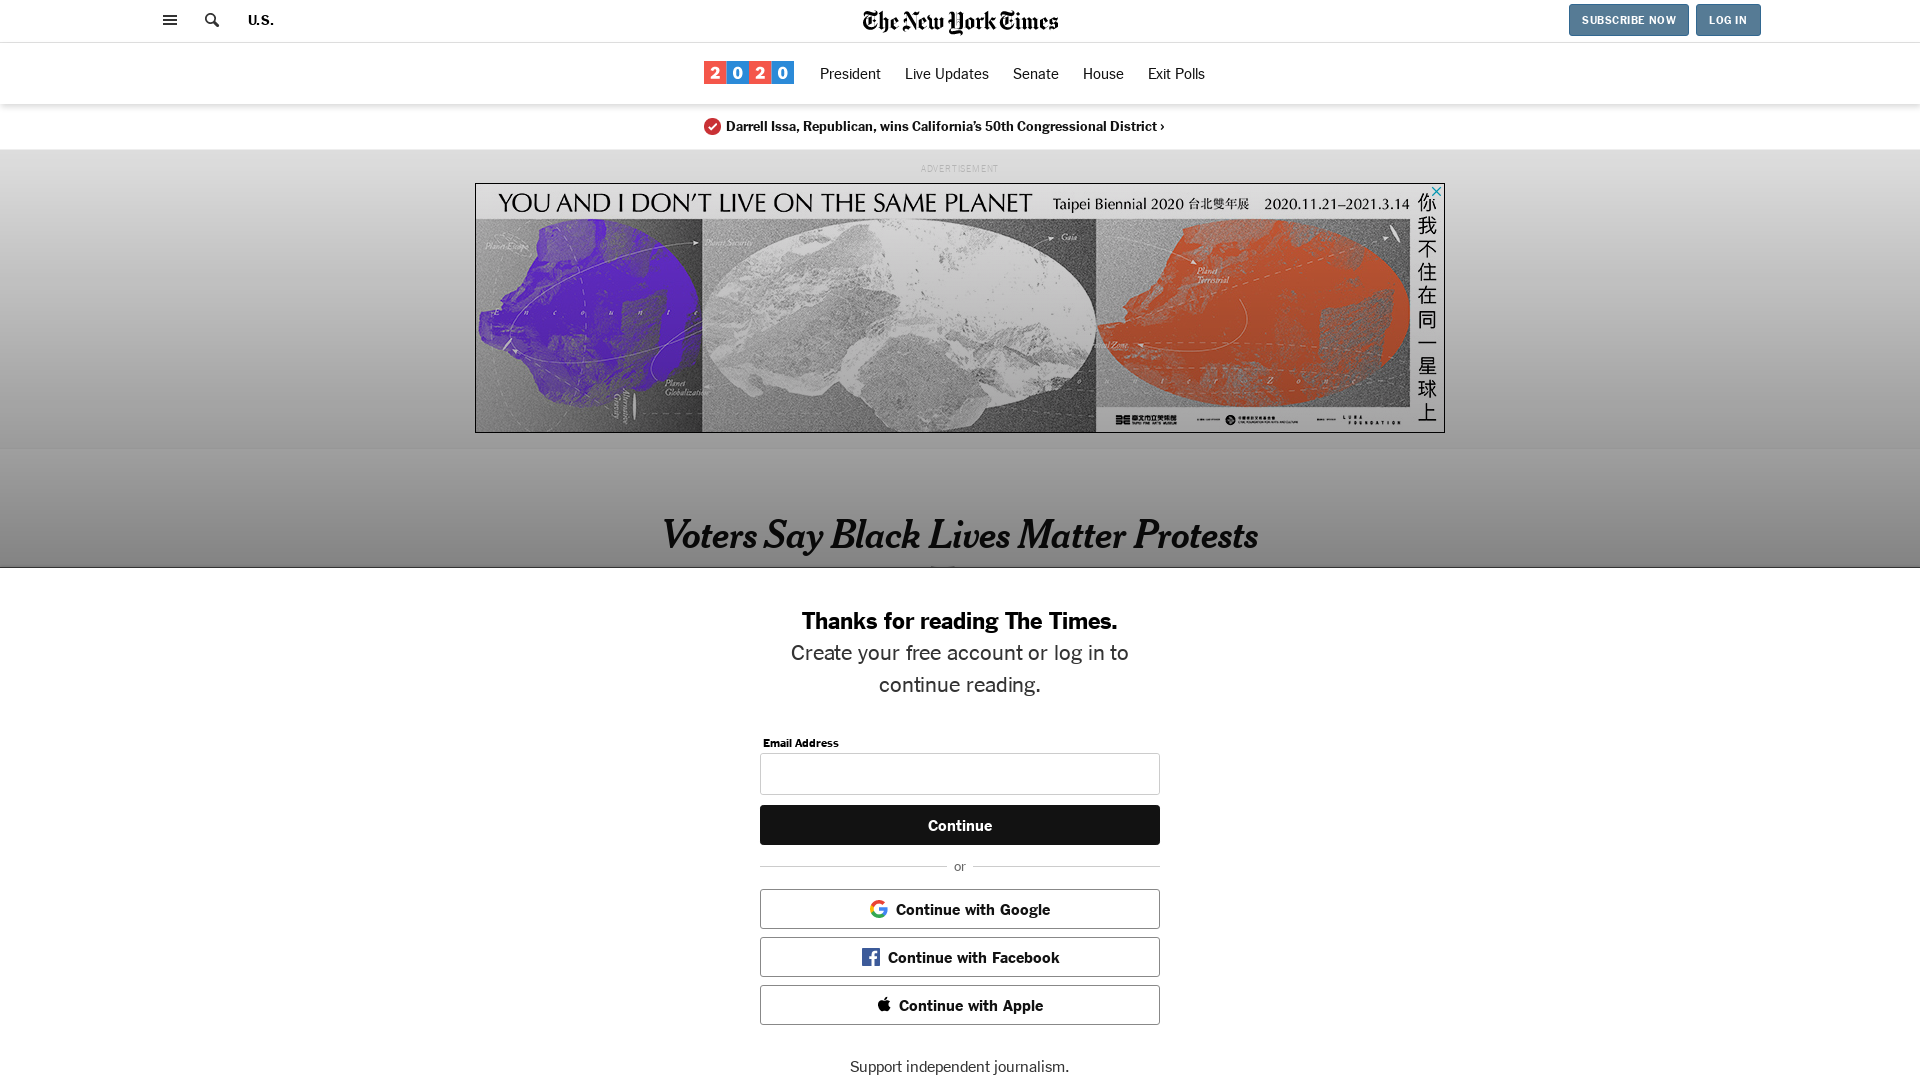 U.S.
The New York Times
SUBSCRIBE NOW
LOG IN
2020
President
Live Updates
Senate
House
Exit Polls
Darrell Issa, Republican, wins California's 50th Congressional District ›
ADVERTISEMENT
YOU AND I DON'T LIVE ON THE SAME PLANET
Taipei Biennial 2020 台北雙年展
2020.11.21–2021.3.14
你我不住在同一星球上
Planet Escape
Planet Security
Gaia
Planet
Terrestrial
Planet
Globalizatio
Alternative
Gravity
Voters Say Black Lives Matter Protests
Thanks for reading The Times.
Create your free account or log in to
continue reading.
Email Address
Continue
or
Continue with Google
Continue with Facebook
Continue with Apple
Support independent journalism.